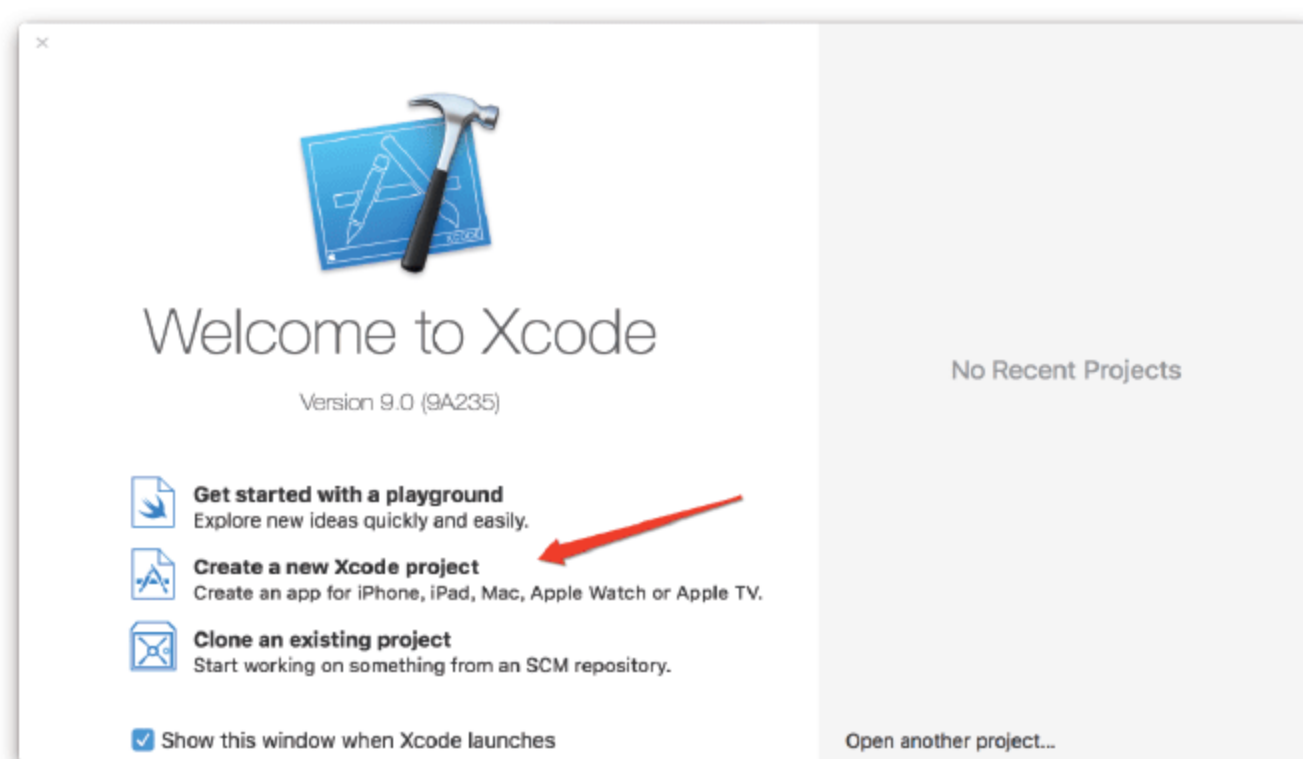 Welcome to Xcode
Version 9.0 (9A235)
Get started with a playground
Explore new ideas quickly and easily.
Create a new Xcode project
Create an app for iPhone, iPad, Mac, Apple Watch or Apple TV.
Clone an existing project
Start working on something from an SCM repository.
Show this window when Xcode launches
No Recent Projects
Open another project...